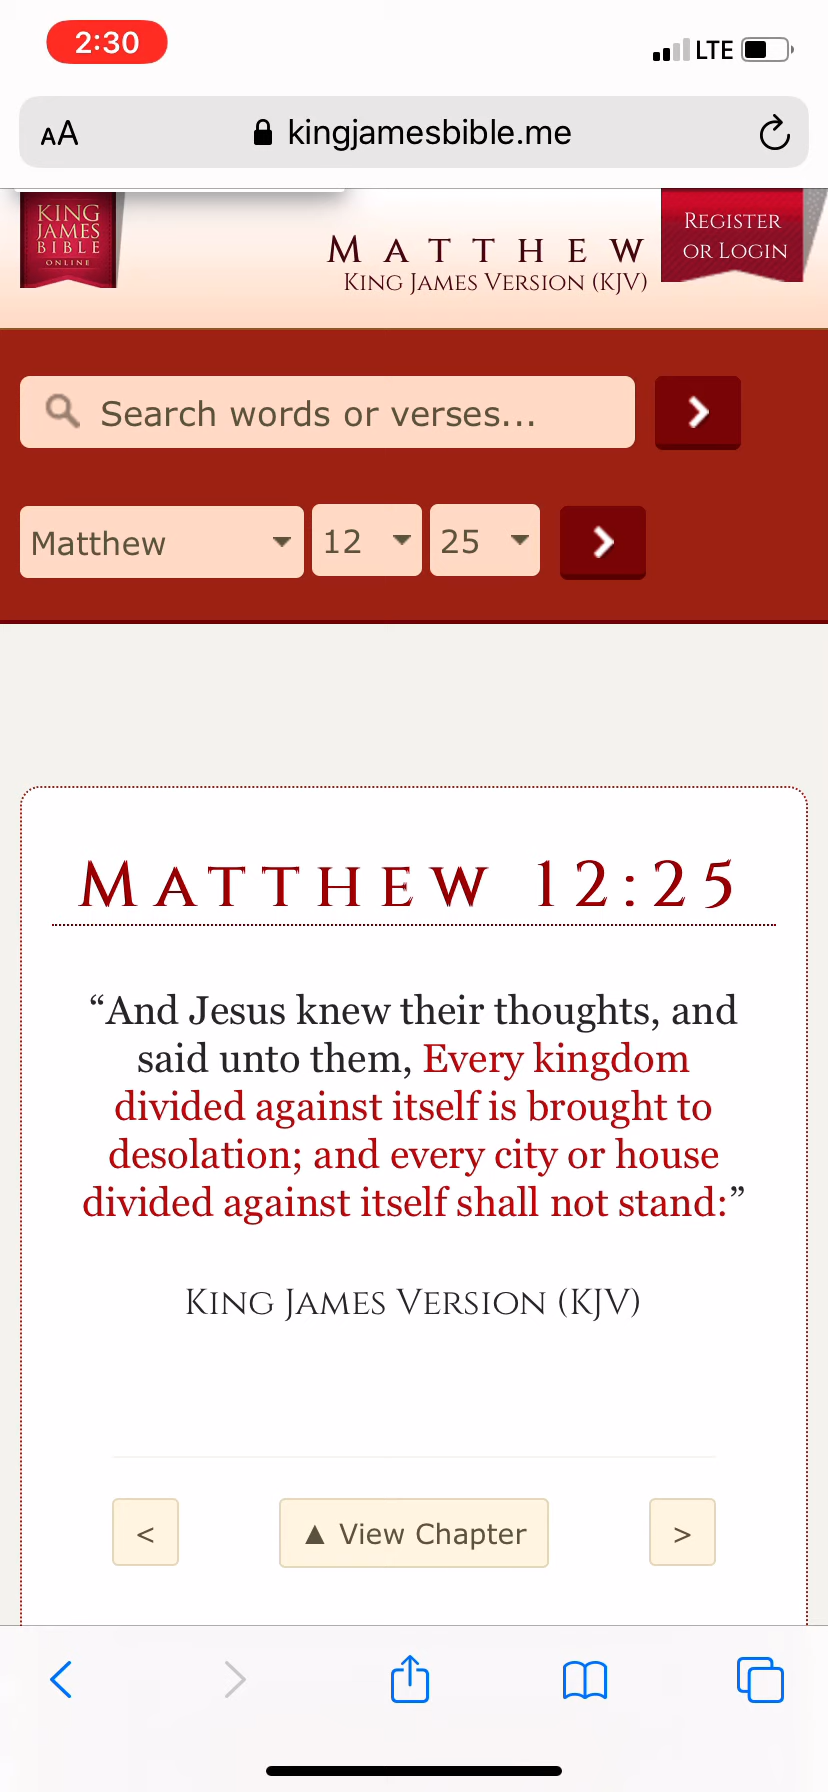 2:30
LTE
AA kingjamesbible.me
KING
JAMES
BIBLE
ONLINE
MATTHEW
KING JAMES VERSION (KJV)
REGISTER
OR LOGIN
Search words or verses...
Matthew 12 25
MATTHEW 12:25
“And Jesus knew their thoughts, and
said unto them, Every kingdom
divided against itself is brought to
desolation; and every city or house
divided against itself shall not stand:”
KING JAMES VERSION (KJV)
< ▲ View Chapter >